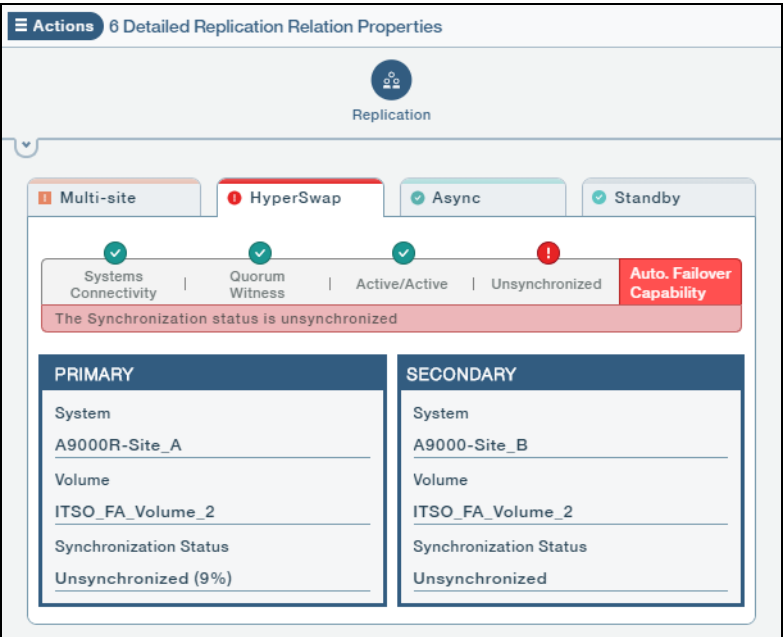 Actions 6 Detailed Replication Relation Properties
Replication
Multi-site
HyperSwap
Async
Standby
Systems Connectivity
Quorum Witness
Active/Active
Unsynchronized
Auto. Failover Capability
The Synchronization status is unsynchronized
PRIMARY
System
A9000R-Site_A
Volume
ITSO_FA_Volume_2
Synchronization Status
Unsynchronized (9%)
SECONDARY
System
A9000-Site_B
Volume
ITSO_FA_Volume_2
Synchronization Status
Unsynchronized